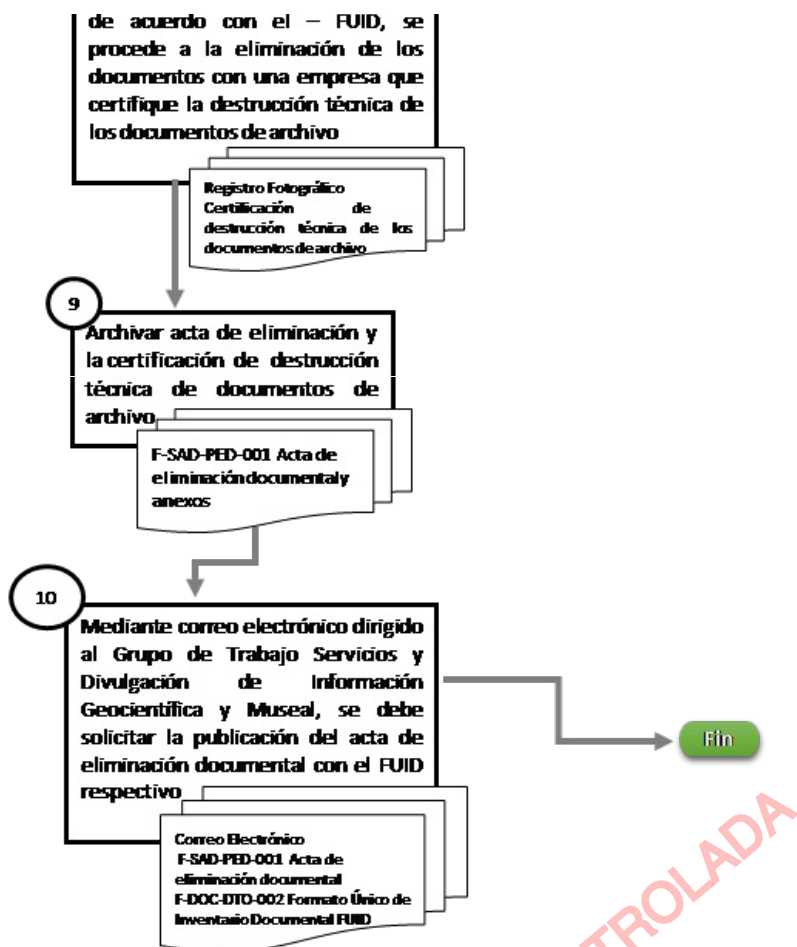 de acuerdo con el – FUID, se
procede a la eliminación de los
documentos con una empresa que
certifique la destrucción técnica de
los documentos de archivo
Registro Fotográfico
Certificación de
destrucción técnica de los
documentos de archivo
9
Archivar acta de eliminación y
la certificación de destrucción
técnica de documentos de
archivo
F-SAD-PED-001 Acta de
eliminación documental y
anexos
10
Mediante correo electrónico dirigido
al Grupo de Trabajo Servicios y
Divulgación de Información
Geocientífica y Museal, se debe
solicitar la publicación del acta de
eliminación documental con el FUID
respectivo
Fin
Correo Electrónico
F-SAD-PED-001 Acta de
eliminación documental
F-DOC-DTO-002 Formato Único de
Inventario Documental FUID
TROLADA